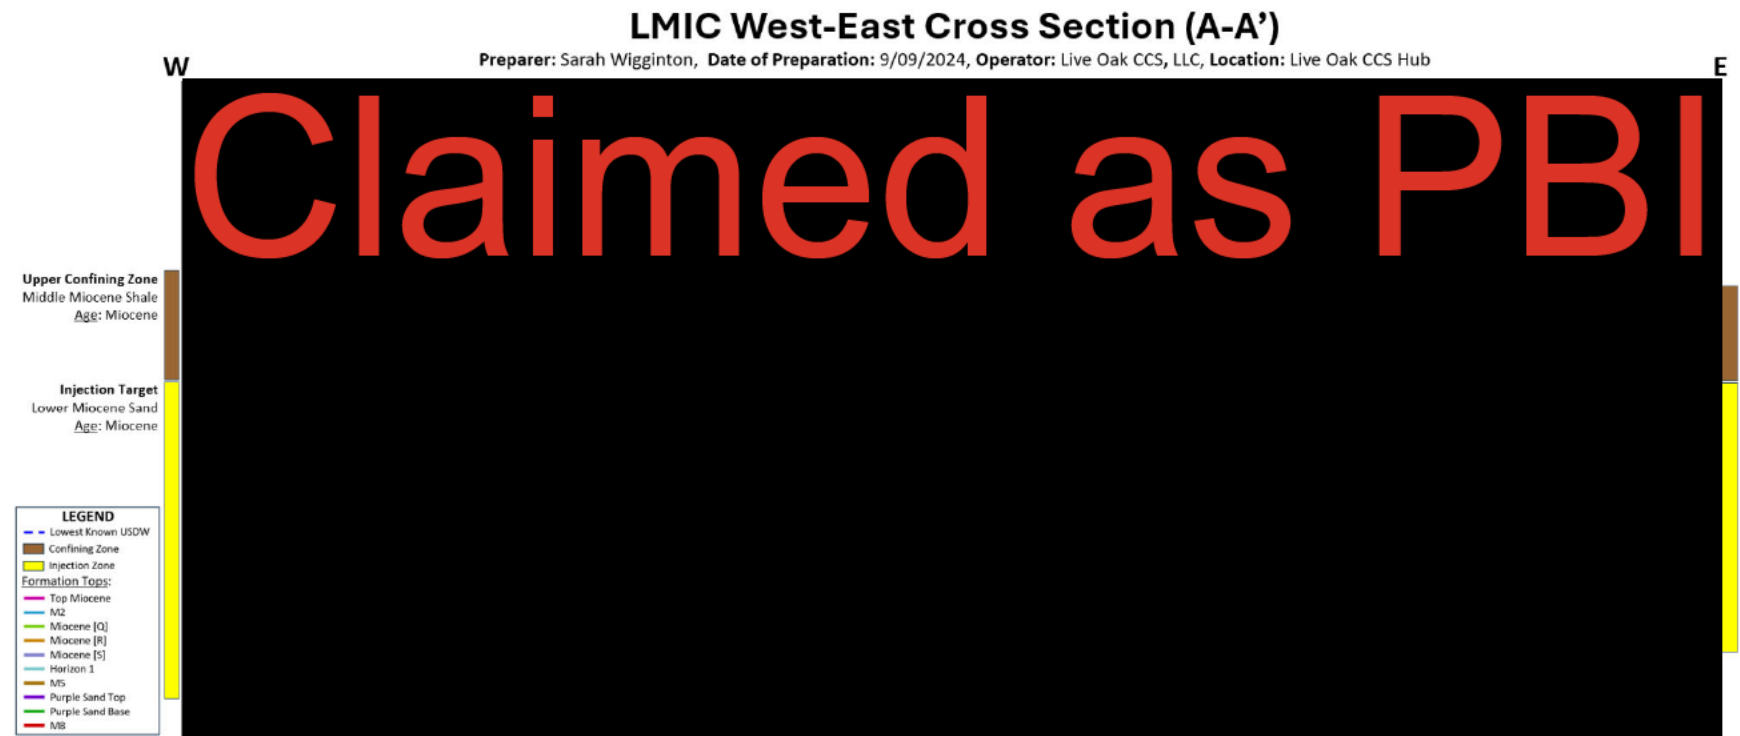 LMIC West-East Cross Section (A-A’)
Preparer: Sarah Wigginton, Date of Preparation: 9/09/2024, Operator: Live Oak CCS, LLC, Location: Live Oak CCS Hub
W
E
Claimed as PBI
Upper Confining Zone
Middle Miocene Shale
Age: Miocene
Injection Target
Lower Miocene Sand
Age: Miocene
LEGEND
Lowest Known USDW
Confining Zone
Injection Zone
Formation Tops:
Top Miocene
M2
Miocene [Q]
Miocene [R]
Miocene [S]
Horizon 1
M5
Purple Sand Top
Purple Sand Base
M8